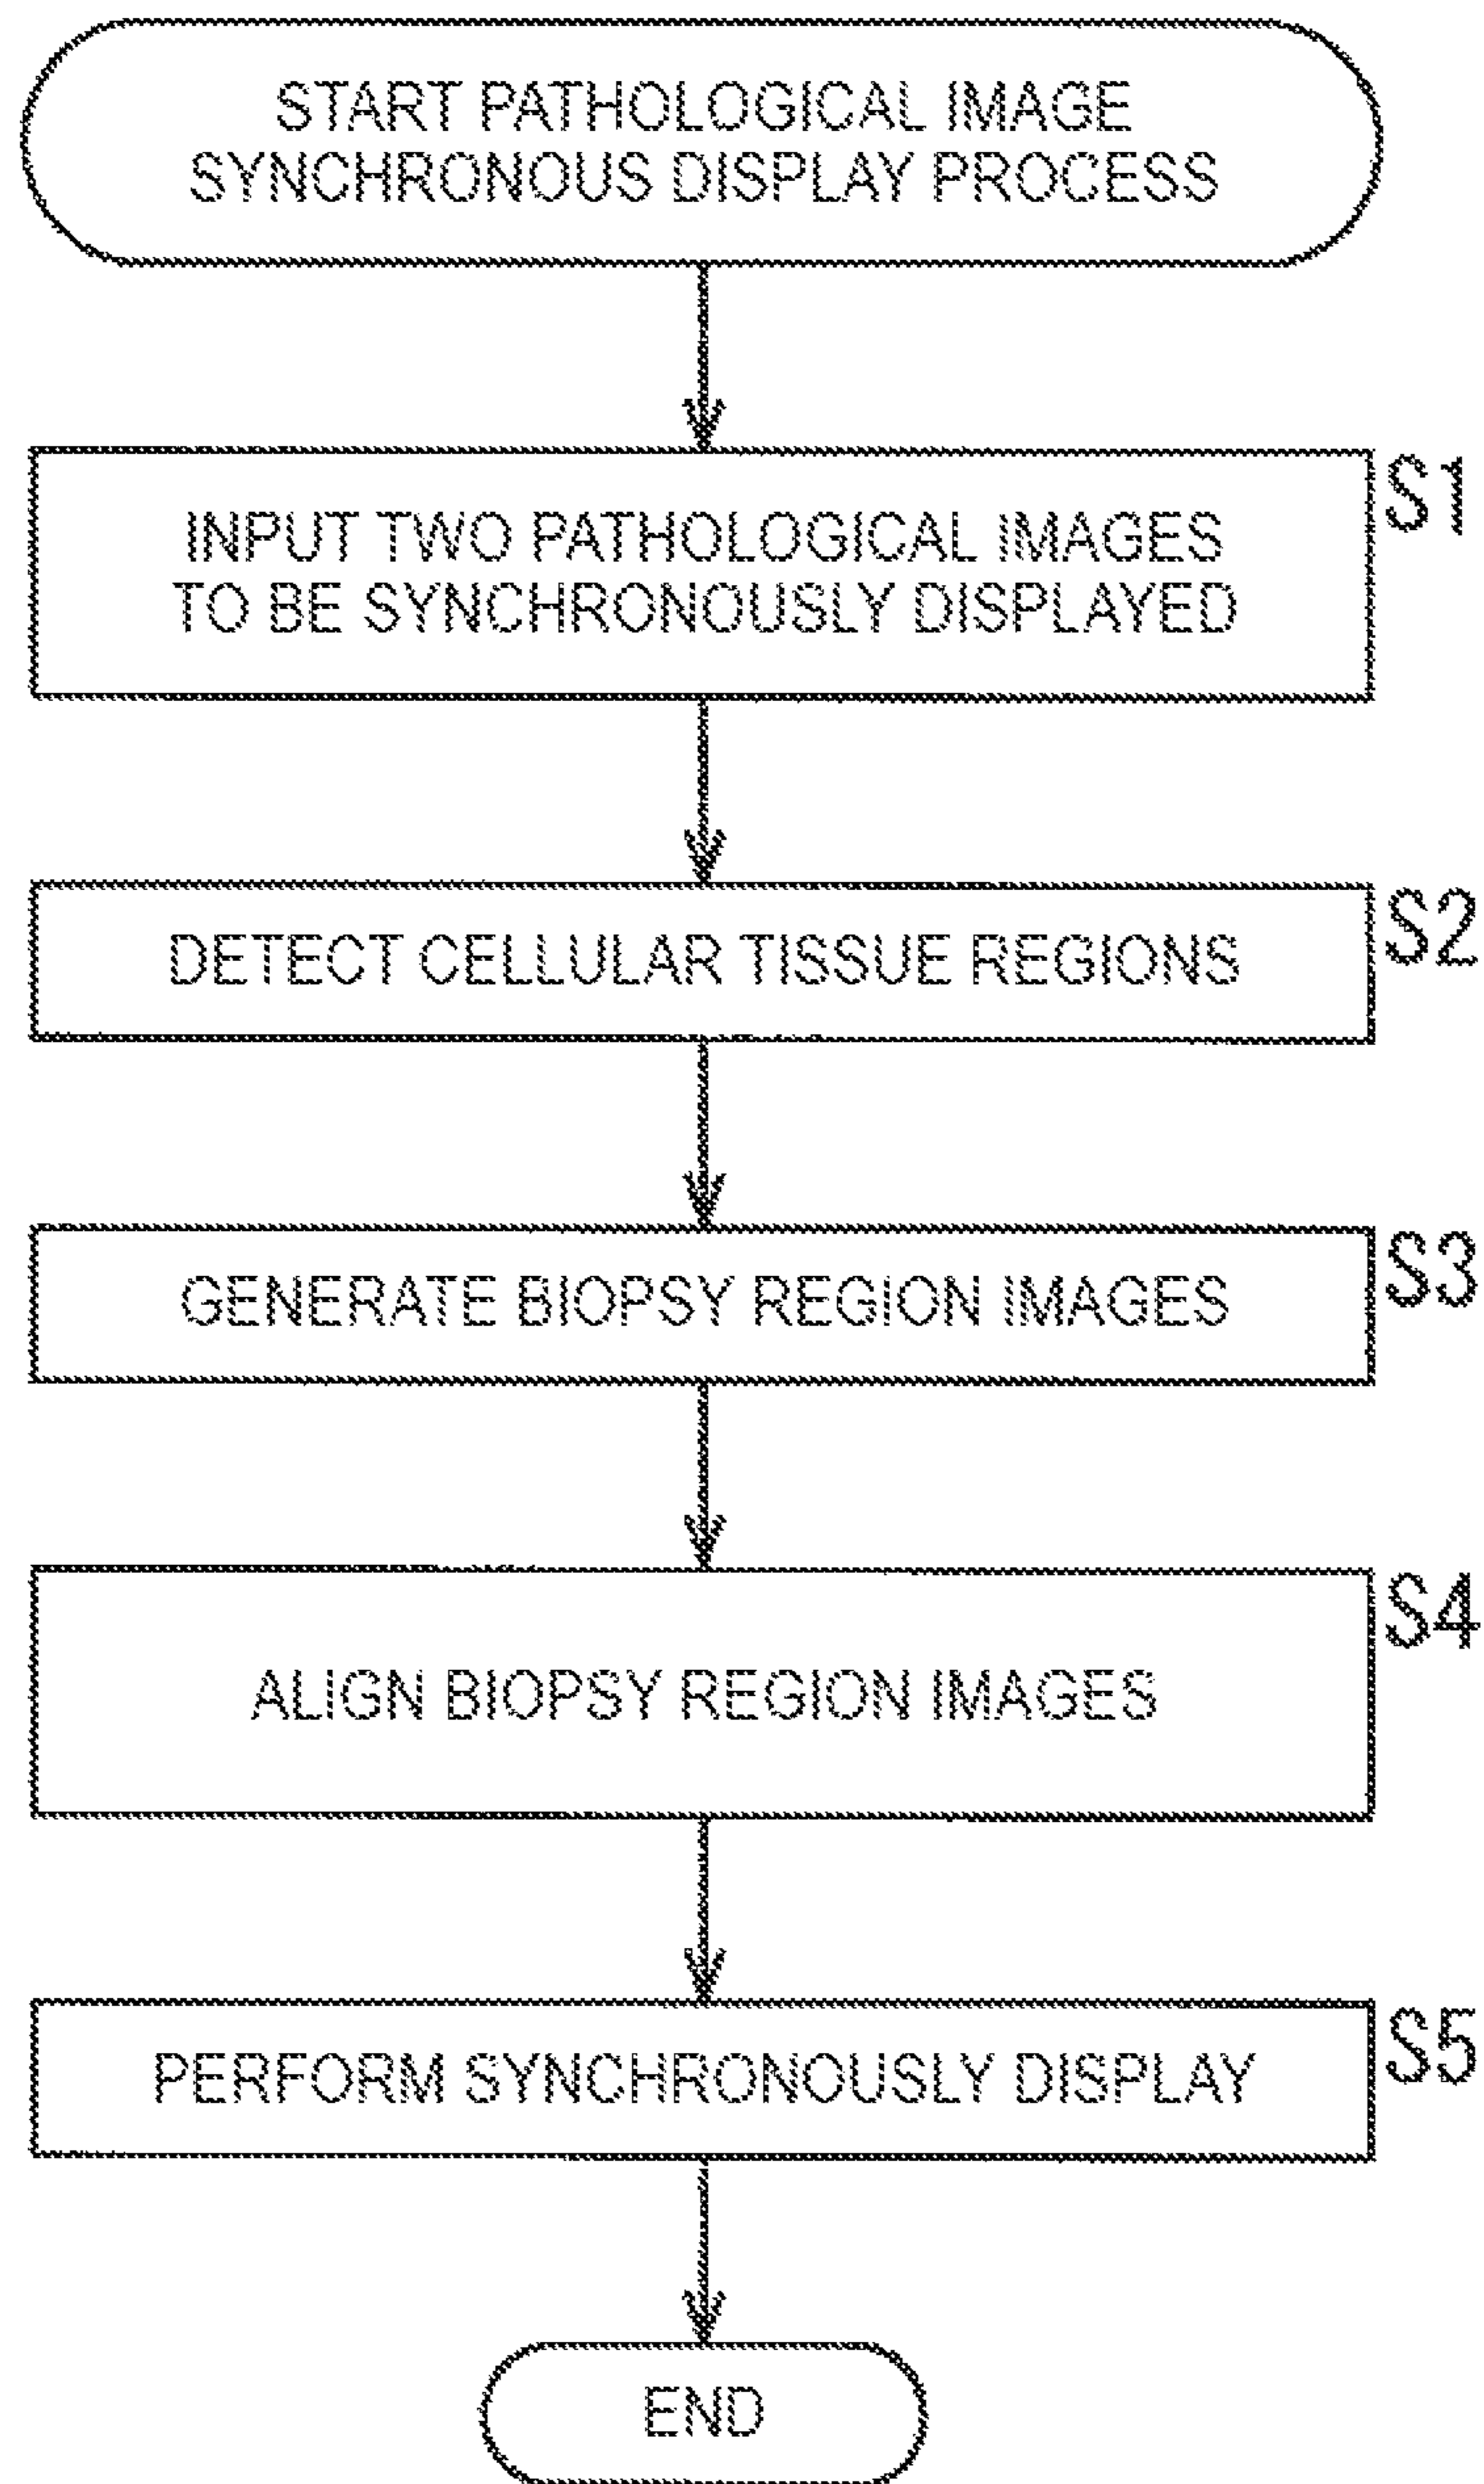 START PATHOLOGICAL IMAGE
SYNCHRONOUS DISPLAY PROCESS
S1
INPUT TWO PATHOLOGICAL IMAGES
TO BE SYNCHRONOUSLY DISPLAYED
S2
DETECT CELLULAR TISSUE REGIONS
S3
GENERATE BIOPSY REGION IMAGES
S4
ALIGN BIOPSY REGION IMAGES
S5
PERFORM SYNCHRONOUSLY DISPLAY
END